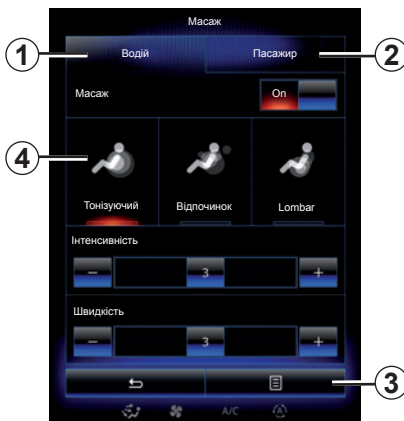 Масаж
1 Водій Пасажир 2
Масаж On
4
Тонізуючий Відпочинок Lombar
Інтенсивність
− 3 +
Швидкість
− 3 +
3
A/C A